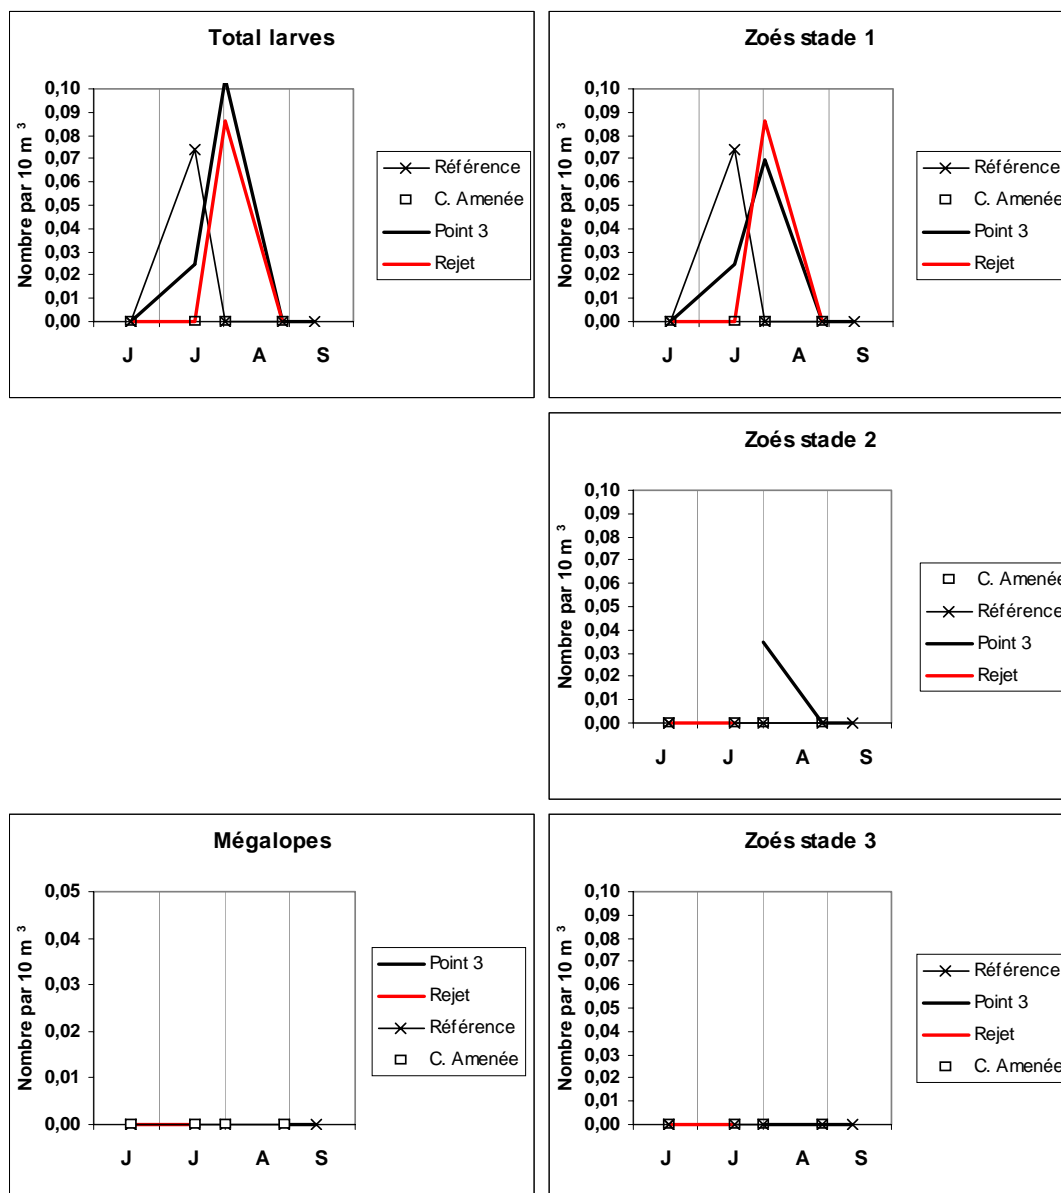 Total larves
Nombre par 10 m ³
0,10
0,09
0,08
0,07
0,06
0,05
0,04
0,03
0,02
0,01
0,00
J J A S
Référence
C. Amenée
Point 3
Rejet
Zoés stade 1
Nombre par 10 m ³
0,10
0,09
0,08
0,07
0,06
0,05
0,04
0,03
0,02
0,01
0,00
J J A S
Référence
C. Amenée
Point 3
Rejet
Zoés stade 2
Nombre par 10 m ³
0,10
0,09
0,08
0,07
0,06
0,05
0,04
0,03
0,02
0,01
0,00
J J A S
C. Amenée
Référence
Point 3
Rejet
Mégalopes
Nombre par 10 m ³
0,05
0,04
0,03
0,02
0,01
0,00
J J A S
Point 3
Rejet
Référence
C. Amenée
Zoés stade 3
Nombre par 10 m ³
0,10
0,09
0,08
0,07
0,06
0,05
0,04
0,03
0,02
0,01
0,00
J J A S
Référence
Point 3
Rejet
C. Amenée